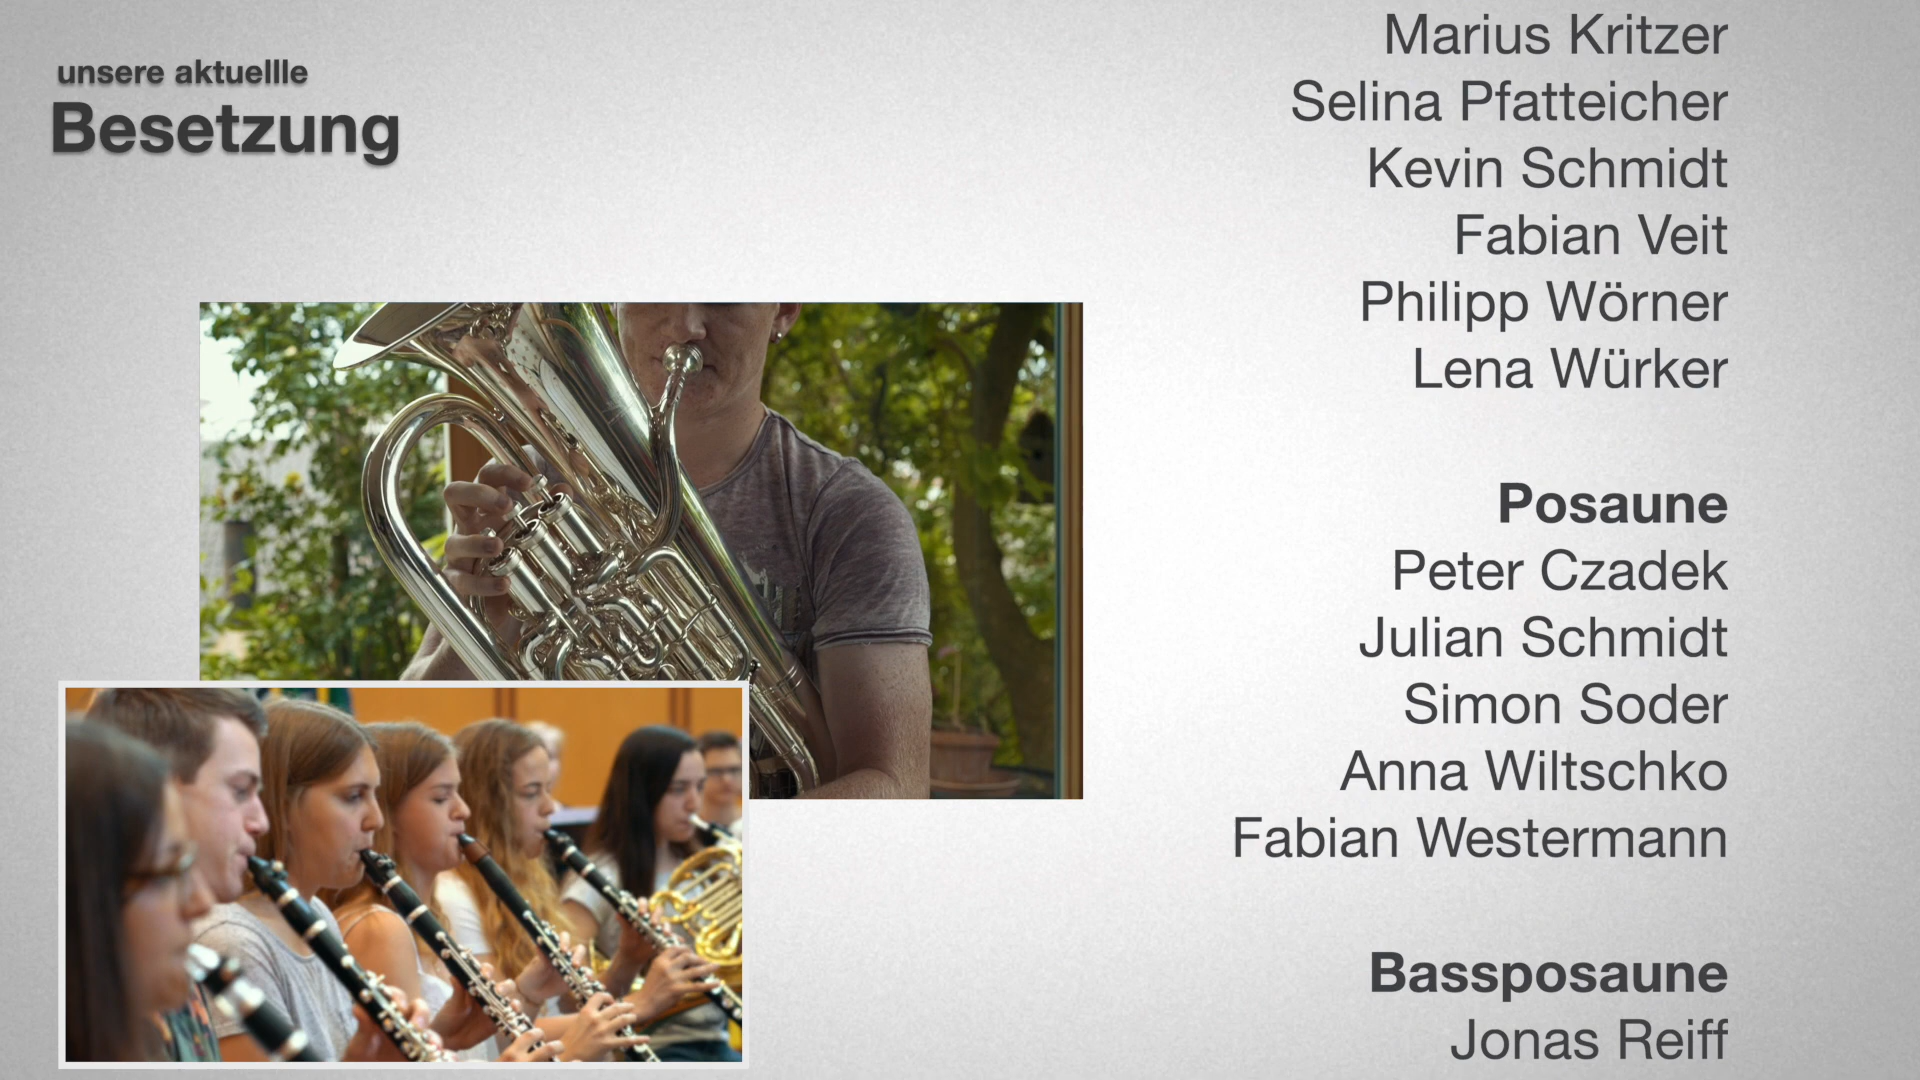 unsere aktuellle
Besetzung
Marius Kritzer
Selina Pfatteicher
Kevin Schmidt
Fabian Veit
Philipp Wörner
Lena Würker
Posaune
Peter Czadek
Julian Schmidt
Simon Soder
Anna Wiltschko
Fabian Westermann
Bassposaune
Jonas Reiff